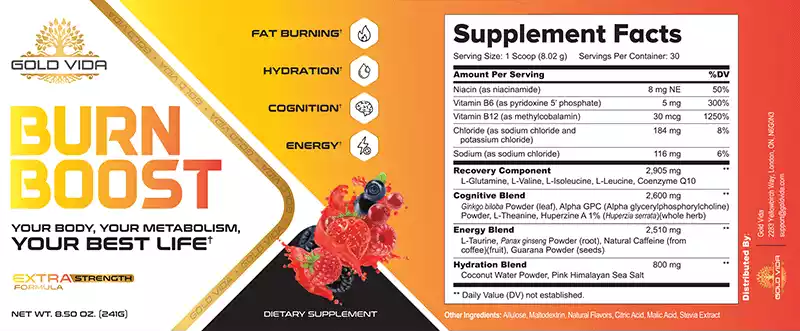 GOLD VIDA
BURN
BOOST
YOUR BODY, YOUR METABOLISM,
YOUR BEST LIFE†
EXTRA STRENGTH
FORMULA
NET WT. 8.50 OZ. (241G)
GOLD VIDA
FAT BURNING†
HYDRATION†
COGNITION†
ENERGY†
DIETARY SUPPLEMENT
Supplement Facts
Serving Size: 1 Scoop (8.02 g) Servings Per Container: 30
Amount Per Serving %DV
Niacin (as niacinamide) 8 mg NE 50%
Vitamin B6 (as pyridoxine 5' phosphate) 5 mg 300%
Vitamin B12 (as methylcobalamin) 30 mcg 1250%
Chloride (as sodium chloride and 184 mg 8%
potassium chloride)
Sodium (as sodium chloride) 116 mg 6%
Recovery Component 2,905 mg **
L-Glutamine, L-Valine, L-Isoleucine, L-Leucine, Coenzyme Q10
Cognitive Blend 2,600 mg **
Ginkgo biloba Powder (leaf), Alpha GPC (Alpha glycerylphosphorylcholine)
Powder, L-Theanine, Huperzine A 1% (Huperzia serrata)(whole herb)
Energy Blend 2,510 mg **
L-Taurine, Panax ginseng Powder (root), Natural Caffeine (from
coffee)(fruit), Guarana Powder (seeds)
Hydration Blend 800 mg **
Coconut Water Powder, Pink Himalayan Sea Salt
** Daily Value (DV) not established.
Other Ingredients: Allulose, Maltodextrin, Natural Flavors, Citric Acid, Malic Acid, Stevia Extract
Distributed By:
Gold Vida
2283 Yellowbirch Way, London, ON, N6G0N3
support@goldvida.com
GOLD VIDA